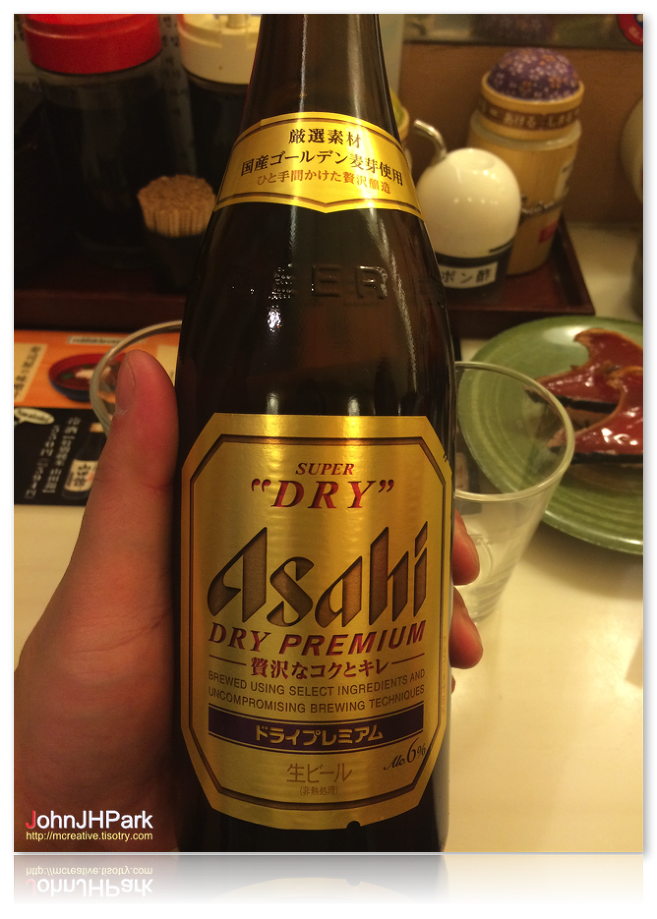 厳選素材
国産ゴールデン麦芽使用
ひと手間かけた贅沢醸造
BEER
ポン酢
SUPER
“DRY”
Asahi
DRY PREMIUM
贅沢なコクとキレ
BREWED USING SELECT INGREDIENTS AND
UNCOMPROMISING BREWING TECHNIQUES
ドライプレミアム
Alc.6%
生ビール
(非熱処理)
JohnJHPark
http://mcreative.tisotry.com